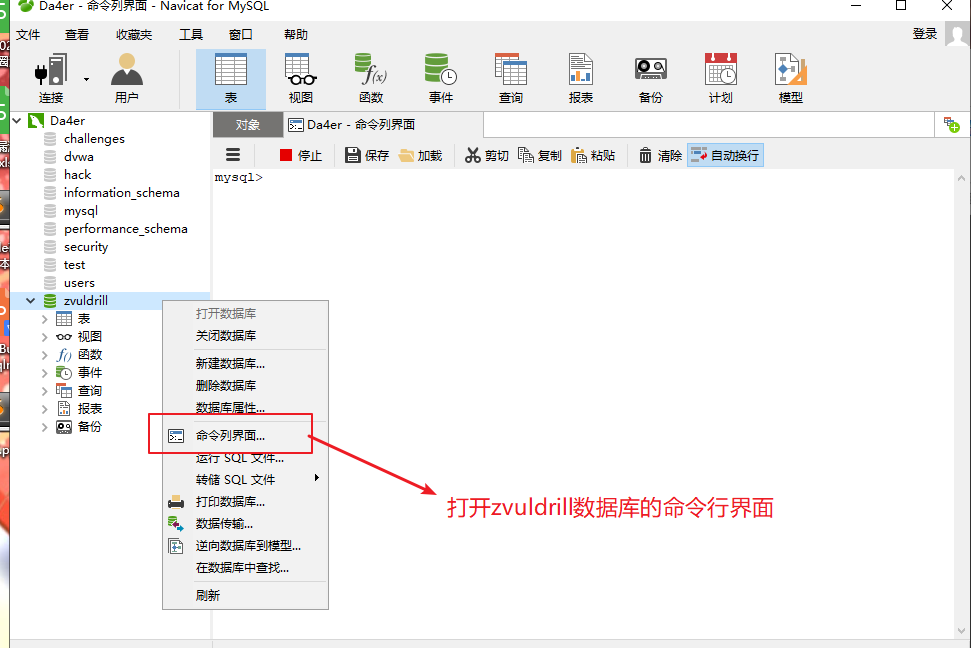 Da4er - 命令列界面 - Navicat for MySQL
文件 查看 收藏夹 工具 窗口 帮助 登录
连接 用户 表 视图 函数 事件 查询 报表 备份 计划 模型
Da4er
对象 Da4er - 命令列界面
停止 保存 加载 剪切 复制 粘贴 清除 自动换行
mysql>
challenges
dvwa
hack
information_schema
mysql
performance_schema
security
test
users
zvuldrill
表
视图
函数
事件
查询
报表
备份
打开数据库
关闭数据库
新建数据库...
删除数据库
数据库属性...
命令列界面...
运行 SQL 文件...
转储 SQL 文件
打印数据库...
数据传输...
逆向数据库到模型...
在数据库中查找...
刷新
打开zvuldrill数据库的命令行界面